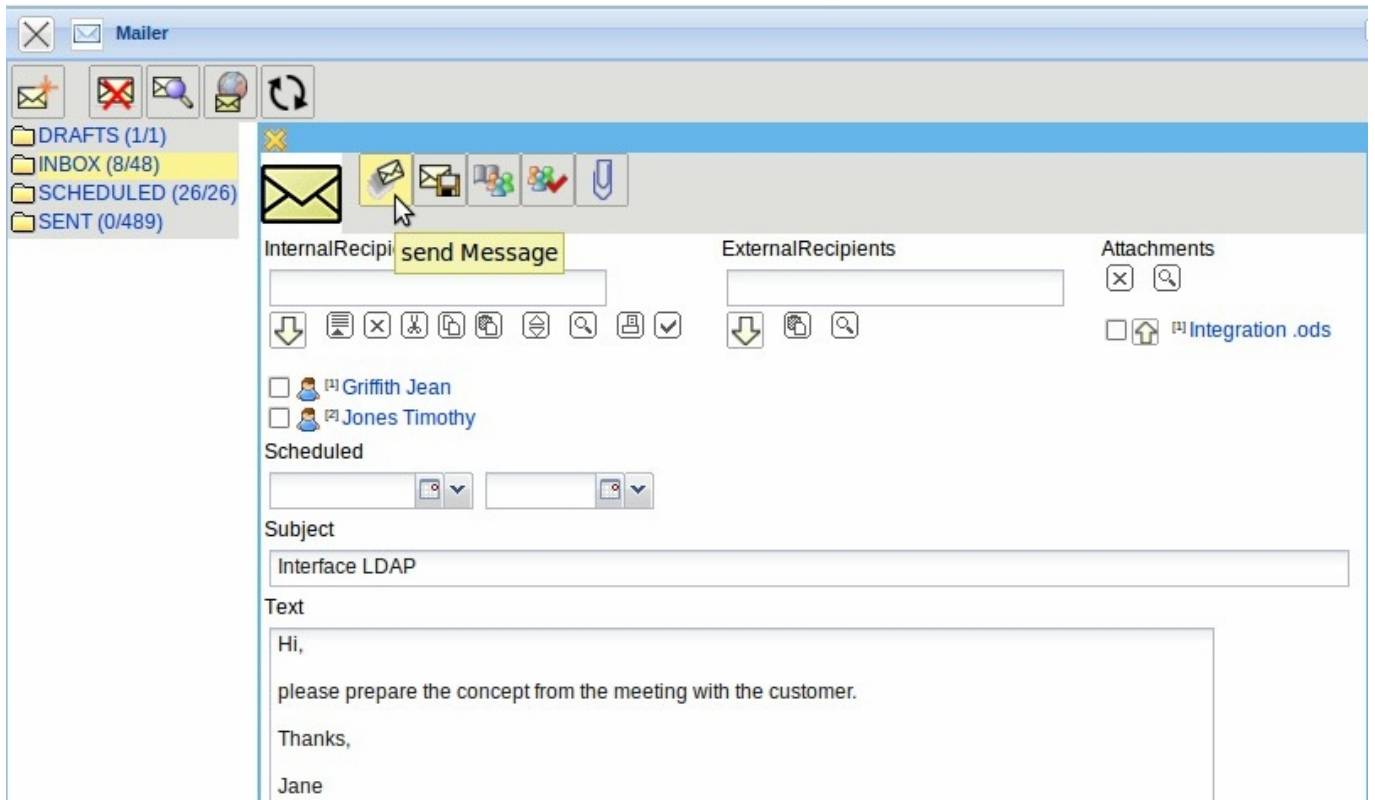 Mailer
DRAFTS (1/1)
INBOX (8/48)
SCHEDULED (26/26)
SENT (0/489)
send Message
InternalRecipi
ExternalRecipients
Attachments
[1] Integration .ods
[1] Griffith Jean
[2] Jones Timothy
Scheduled
Subject
Interface LDAP
Text
Hi,
please prepare the concept from the meeting with the customer.
Thanks,
Jane